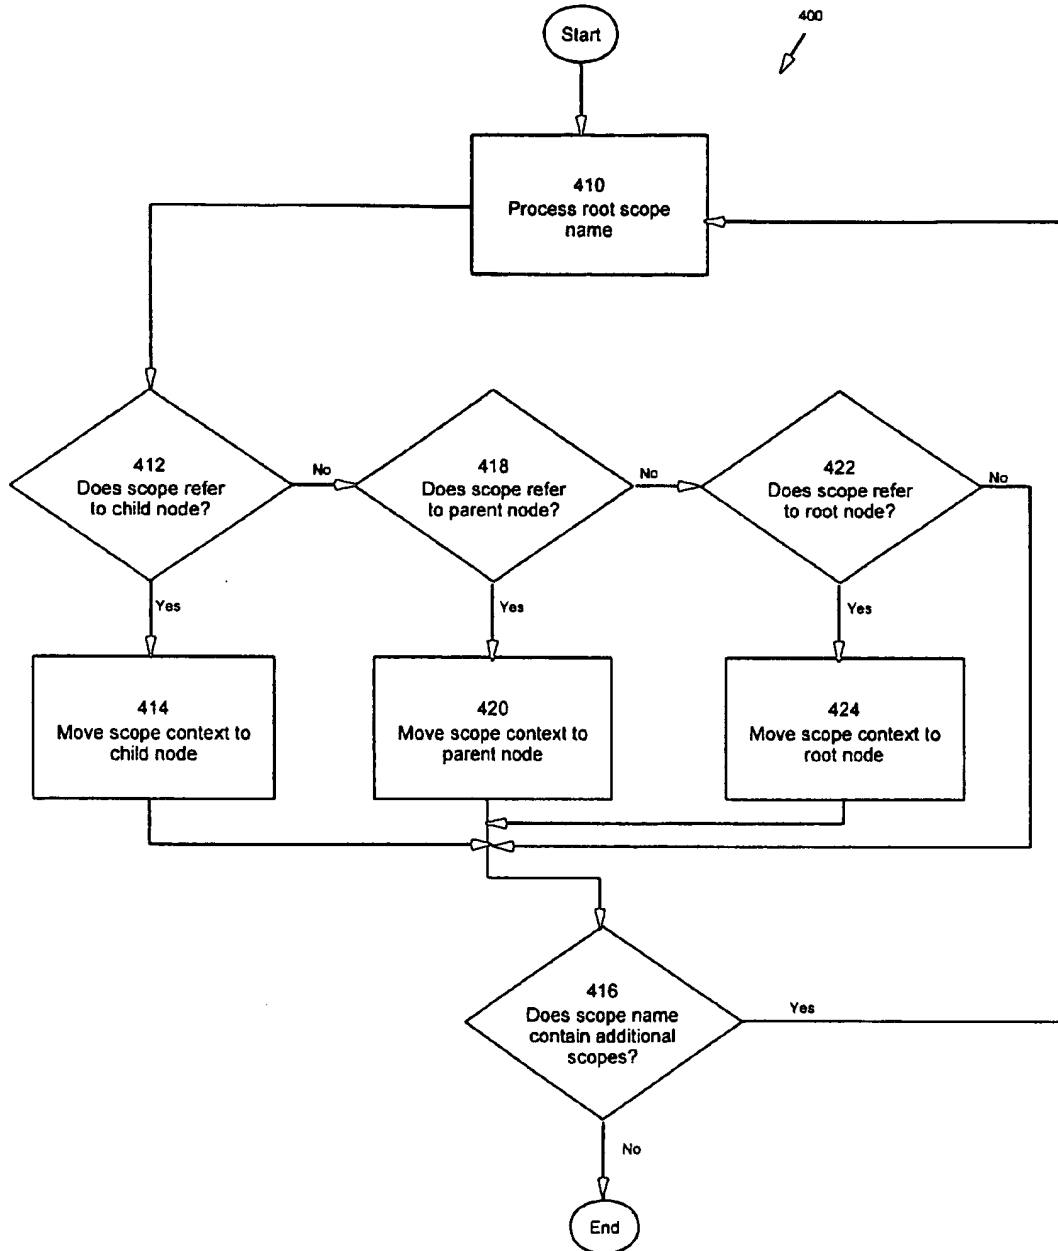 Start
400
410
Process root scope
name
412
Does scope refer
to child node?
No
418
Does scope refer
to parent node?
No
422
Does scope refer
to root node?
No
Yes
Yes
Yes
414
Move scope context to
child node
420
Move scope context to
parent node
424
Move scope context to
root node
416
Does scope name
contain additional
scopes?
Yes
No
End